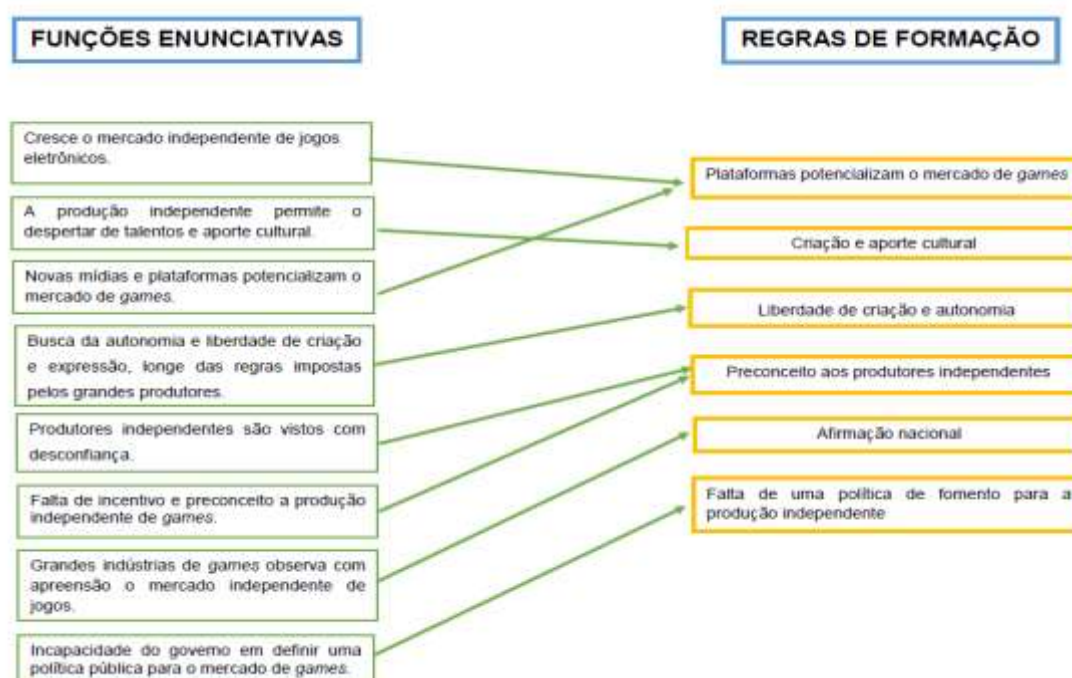 FUNÇÕES ENUNCIATIVAS
REGRAS DE FORMAÇÃO
Cresce o mercado independente de jogos
eletrônicos.
A produção independente permite o
despertar de talentos e aporte cultural.
Novas mídias e plataformas potencializam o
mercado de games.
Busca da autonomia e liberdade de criação
e expressão, longe das regras impostas
pelos grandes produtores.
Produtores independentes são vistos com
desconfiança.
Falta de incentivo e preconceito a produção
independente de games.
Grandes indústrias de games observa com
apreensão o mercado independente de
jogos.
Incapacidade do governo em definir uma
política pública para o mercado de games.
Plataformas potencializam o mercado de games
Criação e aporte cultural
Liberdade de criação e autonomia
Preconceito aos produtores independentes
Afirmação nacional
Falta de uma política de fomento para a
produção independente